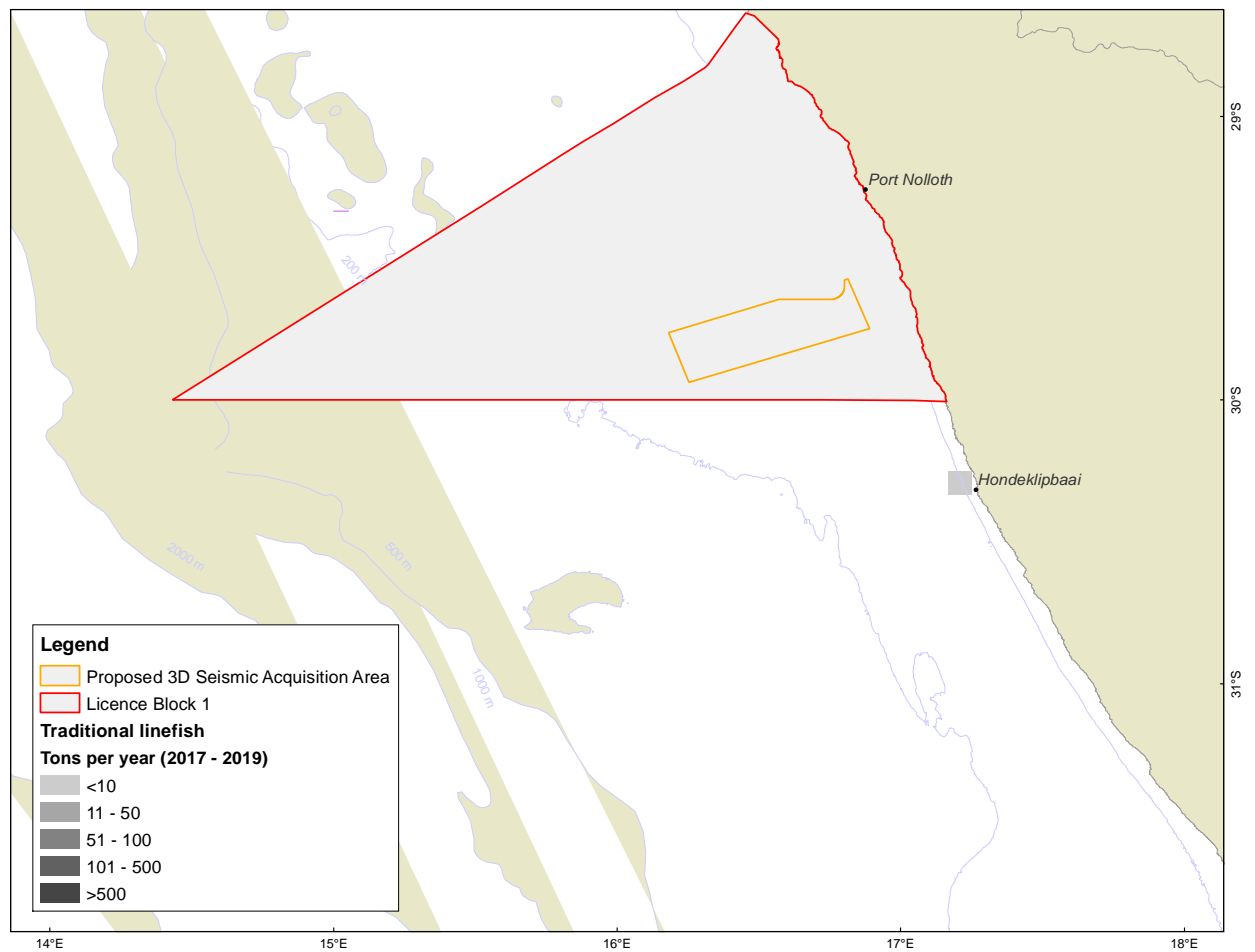 29°S
Port Nolloth
200 m
30°S
Hondeklipbaai
2000 m
500 m
1000 m
31°S
Legend
Proposed 3D Seismic Acquisition Area
Licence Block 1
Traditional linefish
Tons per year (2017 - 2019)
<10
11 - 50
51 - 100
101 - 500
>500
14°E
15°E
16°E
17°E
18°E